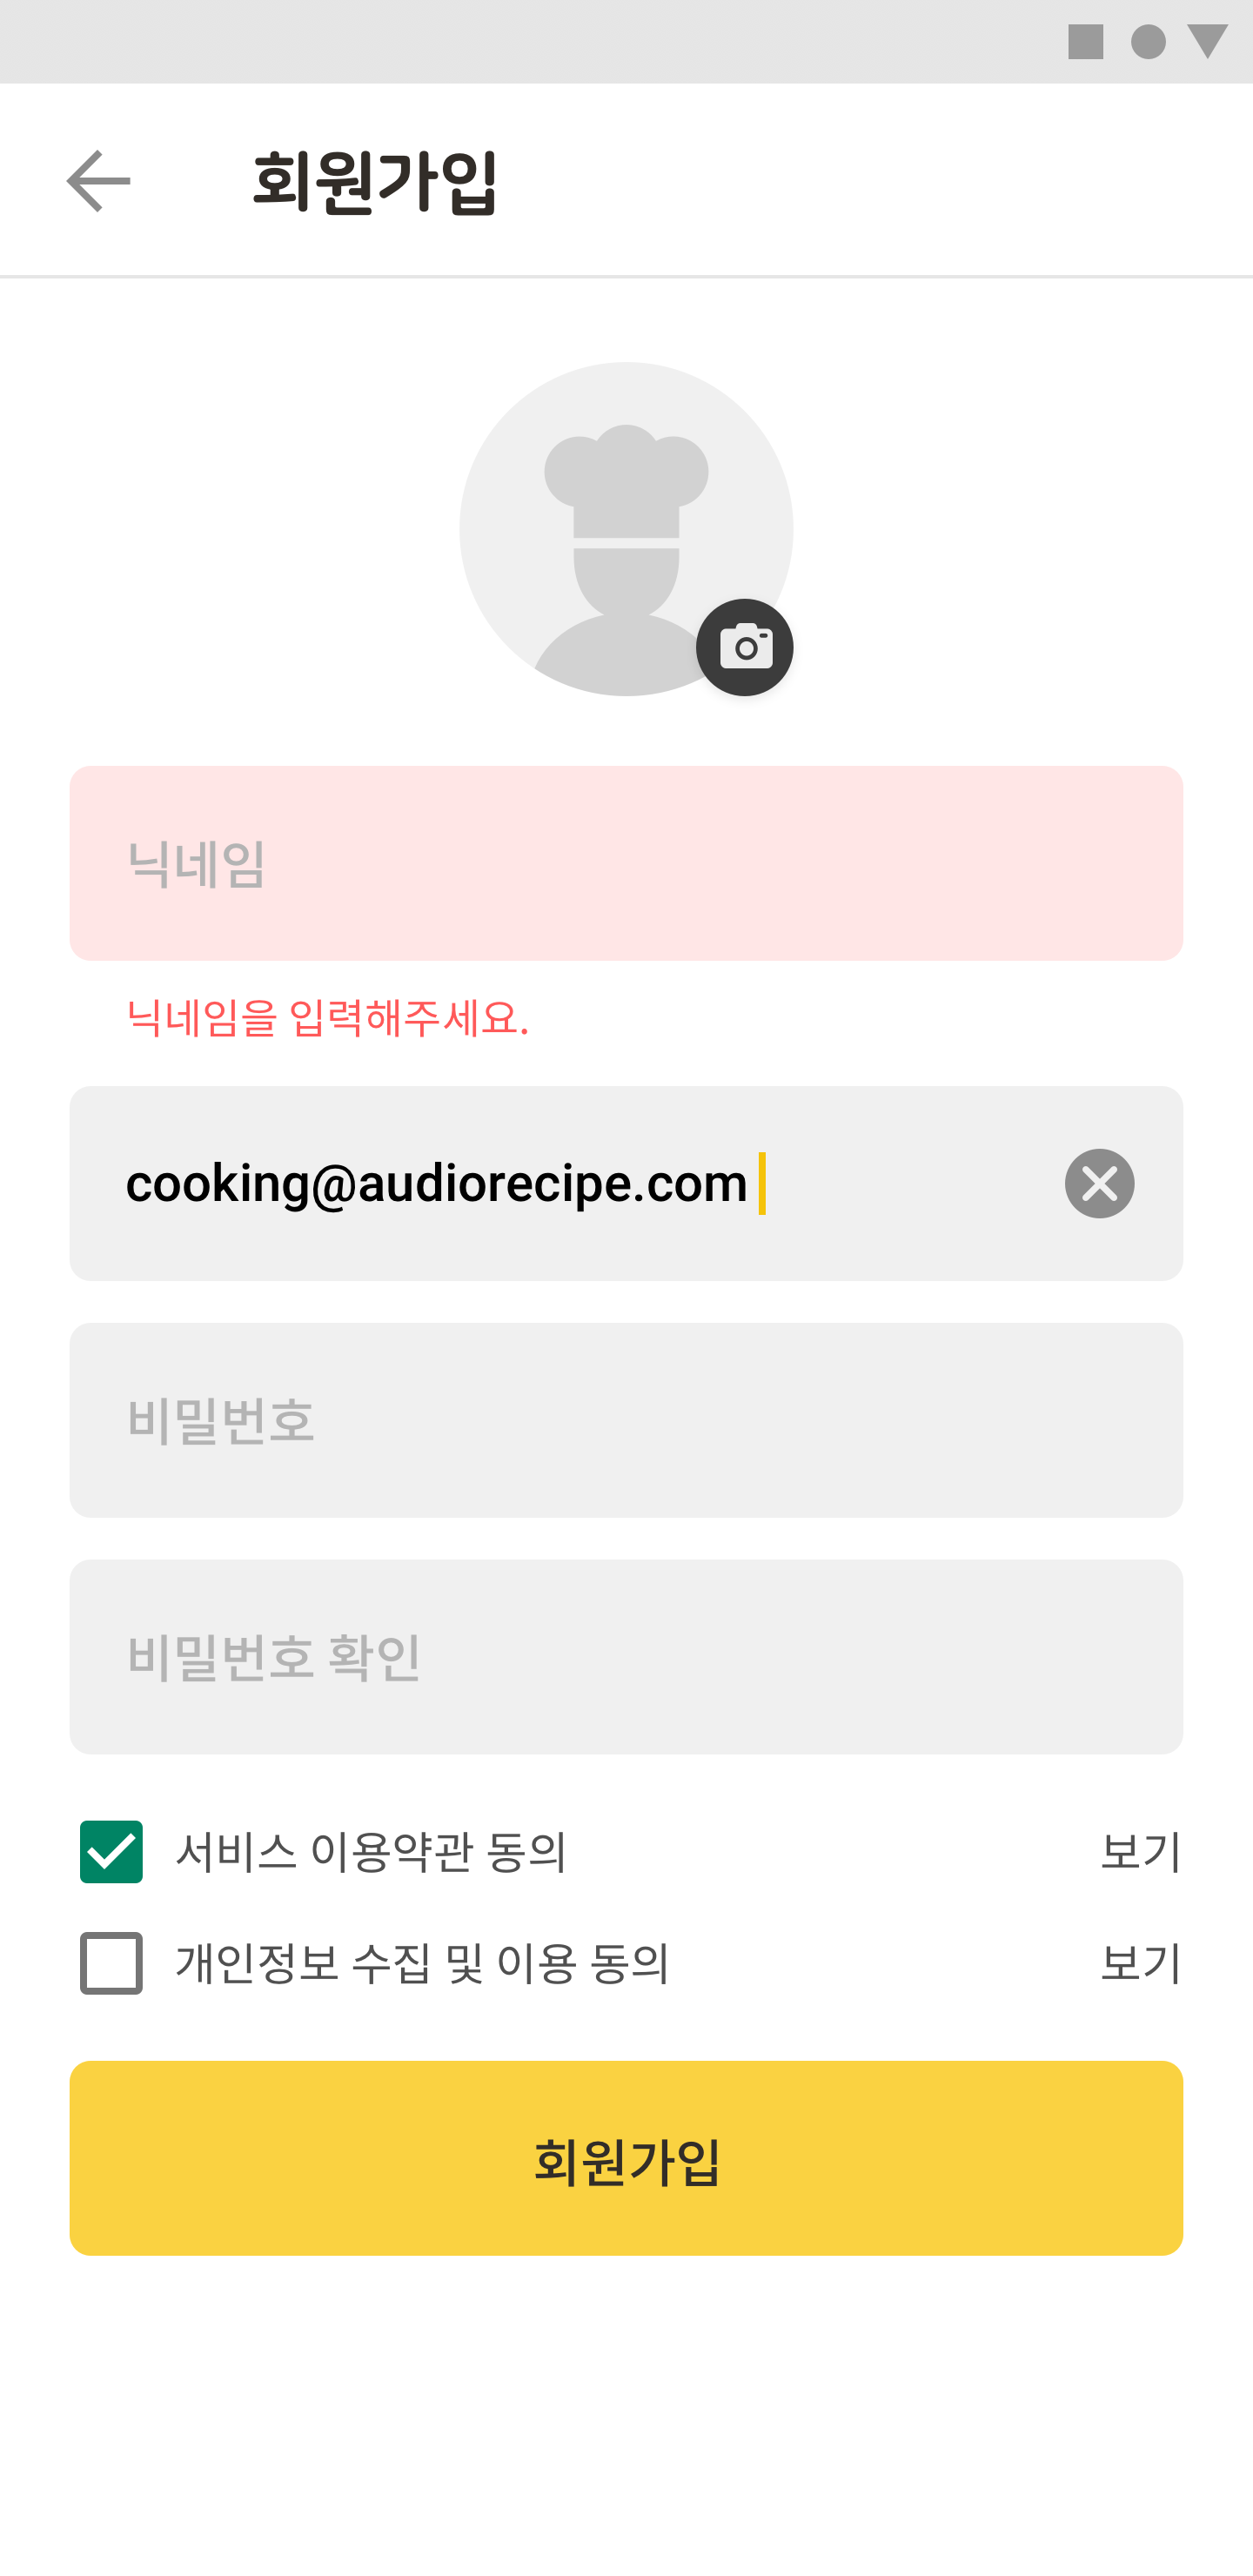 회원가입
닉네임
닉네임을 입력해주세요.
cooking@audiorecipe.com
비밀번호
비밀번호 확인
서비스 이용약관 동의 보기
개인정보 수집 및 이용 동의 보기
회원가입